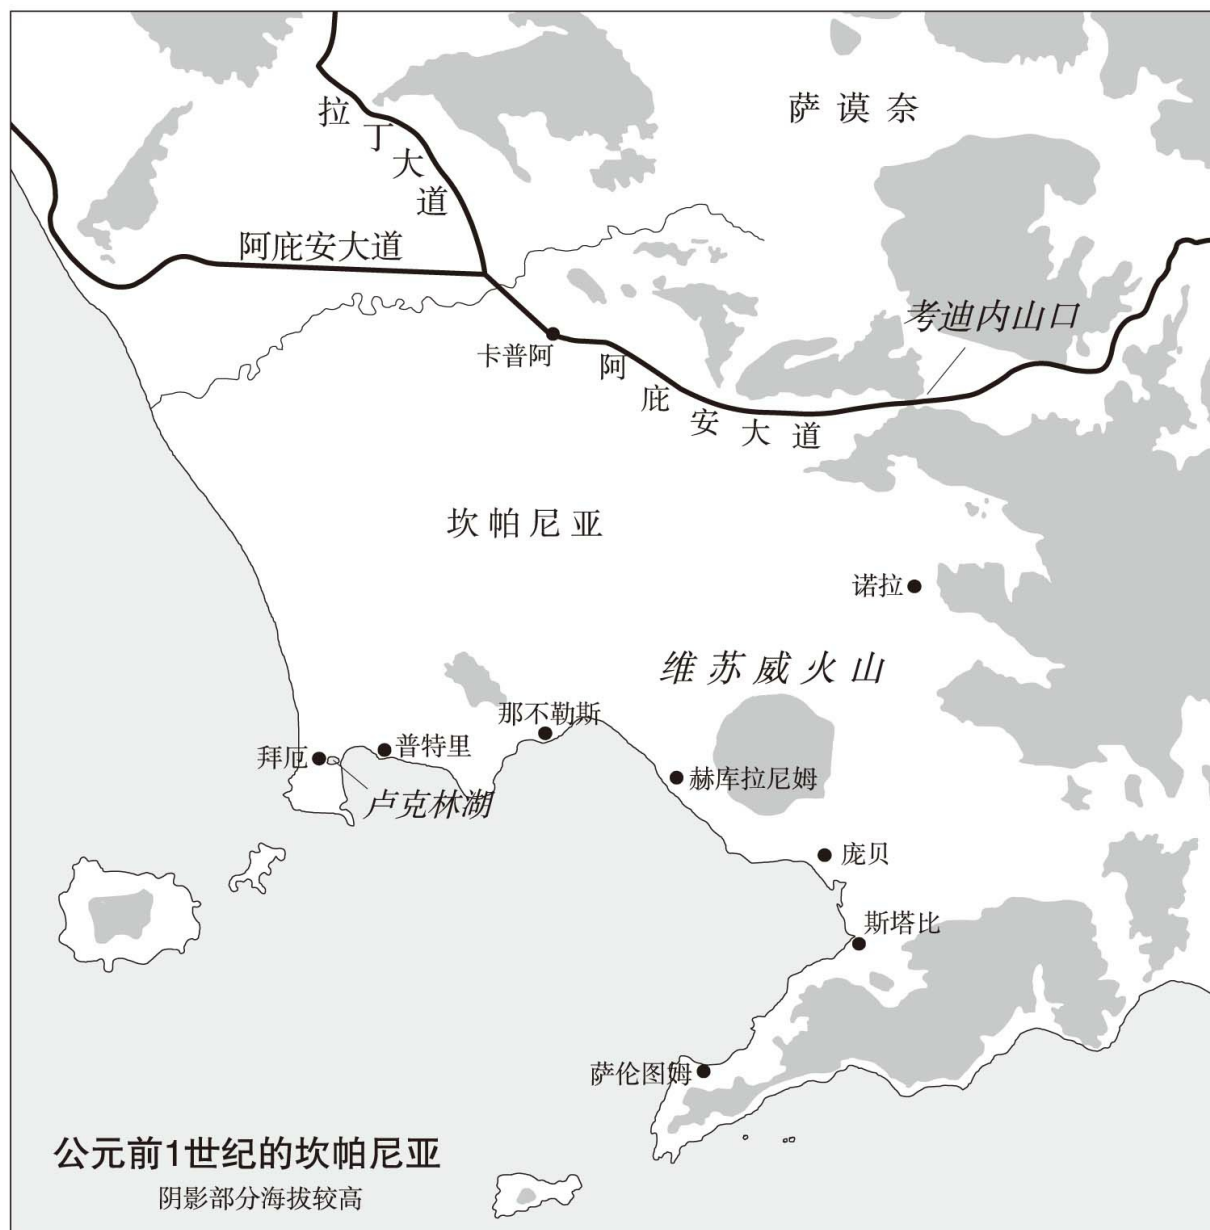 萨谟奈
拉丁大道
阿庇安大道
考迪内山口
卡普阿
阿庇安大道
坎帕尼亚
诺拉
维苏威火山
那不勒斯
普特里
拜厄
赫库拉尼姆
卢克林湖
庞贝
斯塔比
萨伦图姆
公元前1世纪的坎帕尼亚
阴影部分海拔较高